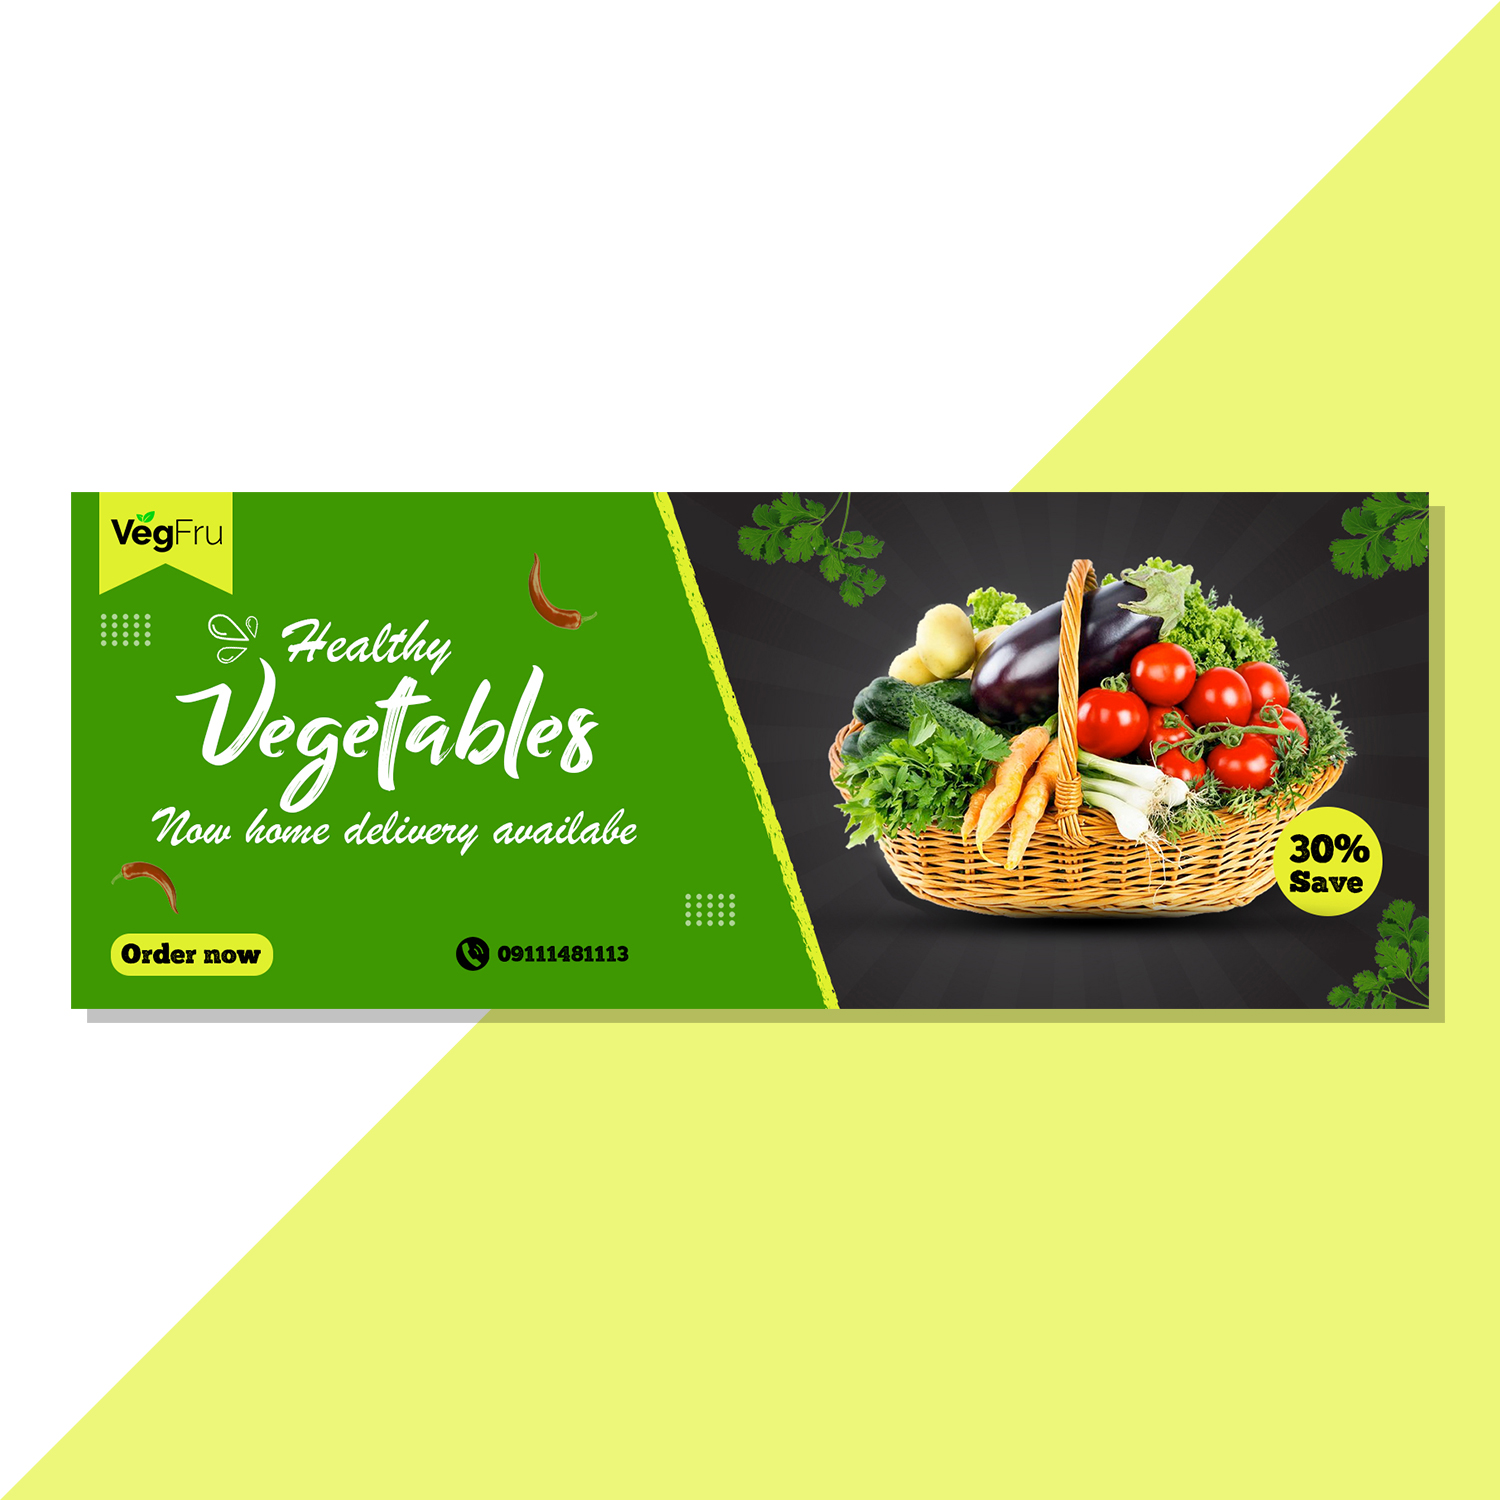 VegFru
Healthy
Vegetables
Now home delivery availabe
Order now
09111481113
30%
Save